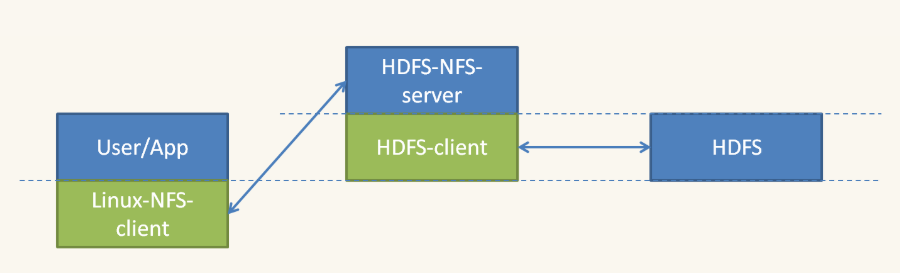 HDFS-NFS-
server
User/App
HDFS-client
HDFS
Linux-NFS-
client